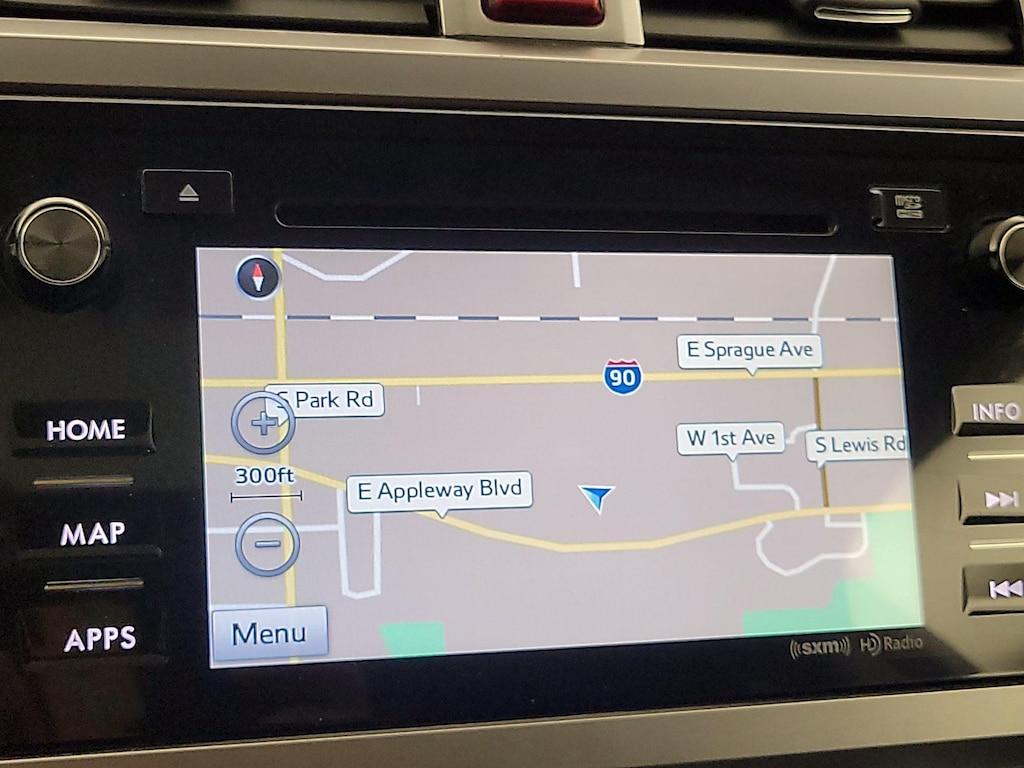 E Sprague Ave
90
Park Rd
HOME
INFO
W 1st Ave
S Lewis Rd
300ft
E Appleway Blvd
MAP
Menu
APPS
((sxm)) HD Radio